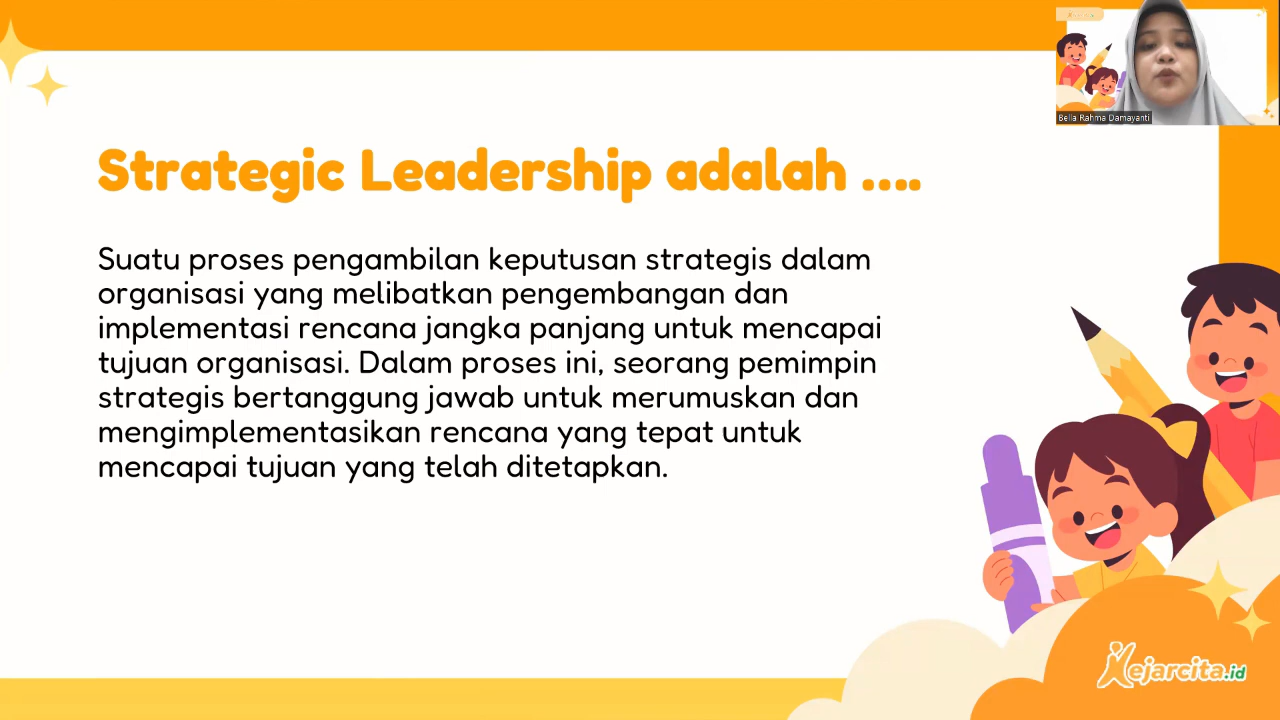 Strategic Leadership adalah ....
Suatu proses pengambilan keputusan strategis dalam
organisasi yang melibatkan pengembangan dan
implementasi rencana jangka panjang untuk mencapai
tujuan organisasi. Dalam proses ini, seorang pemimpin
strategis bertanggung jawab untuk merumuskan dan
mengimplementasikan rencana yang tepat untuk
mencapai tujuan yang telah ditetapkan.
Bella Rahma Damayanti
Kejarcita.id